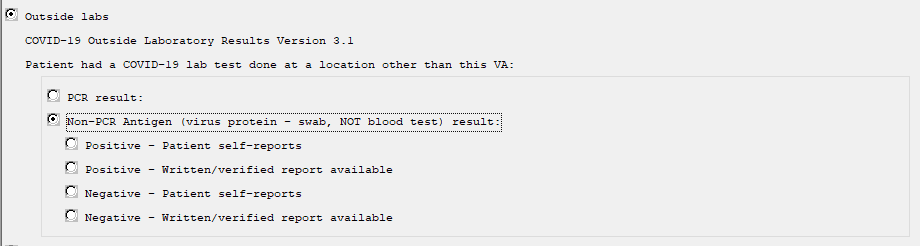 Outside labs
COVID-19 Outside Laboratory Results Version 3.1
Patient had a COVID-19 lab test done at a location other than this VA:
PCR result:
Non-PCR Antigen (virus protein - swab, NOT blood test) result:
Positive - Patient self-reports
Positive - Written/verified report available
Negative - Patient self-reports
Negative - Written/verified report available